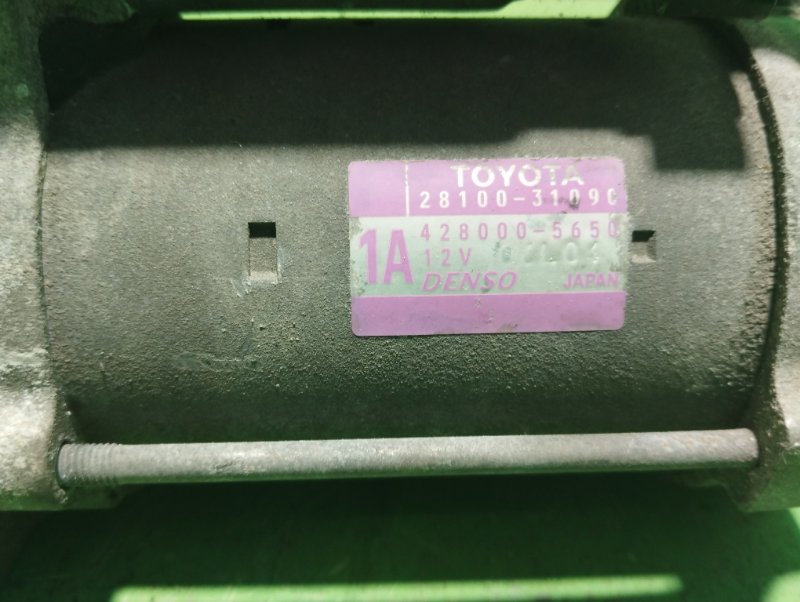 TOYOTA
28100-31090
428000-5650
1A
12V
DENSO JAPAN